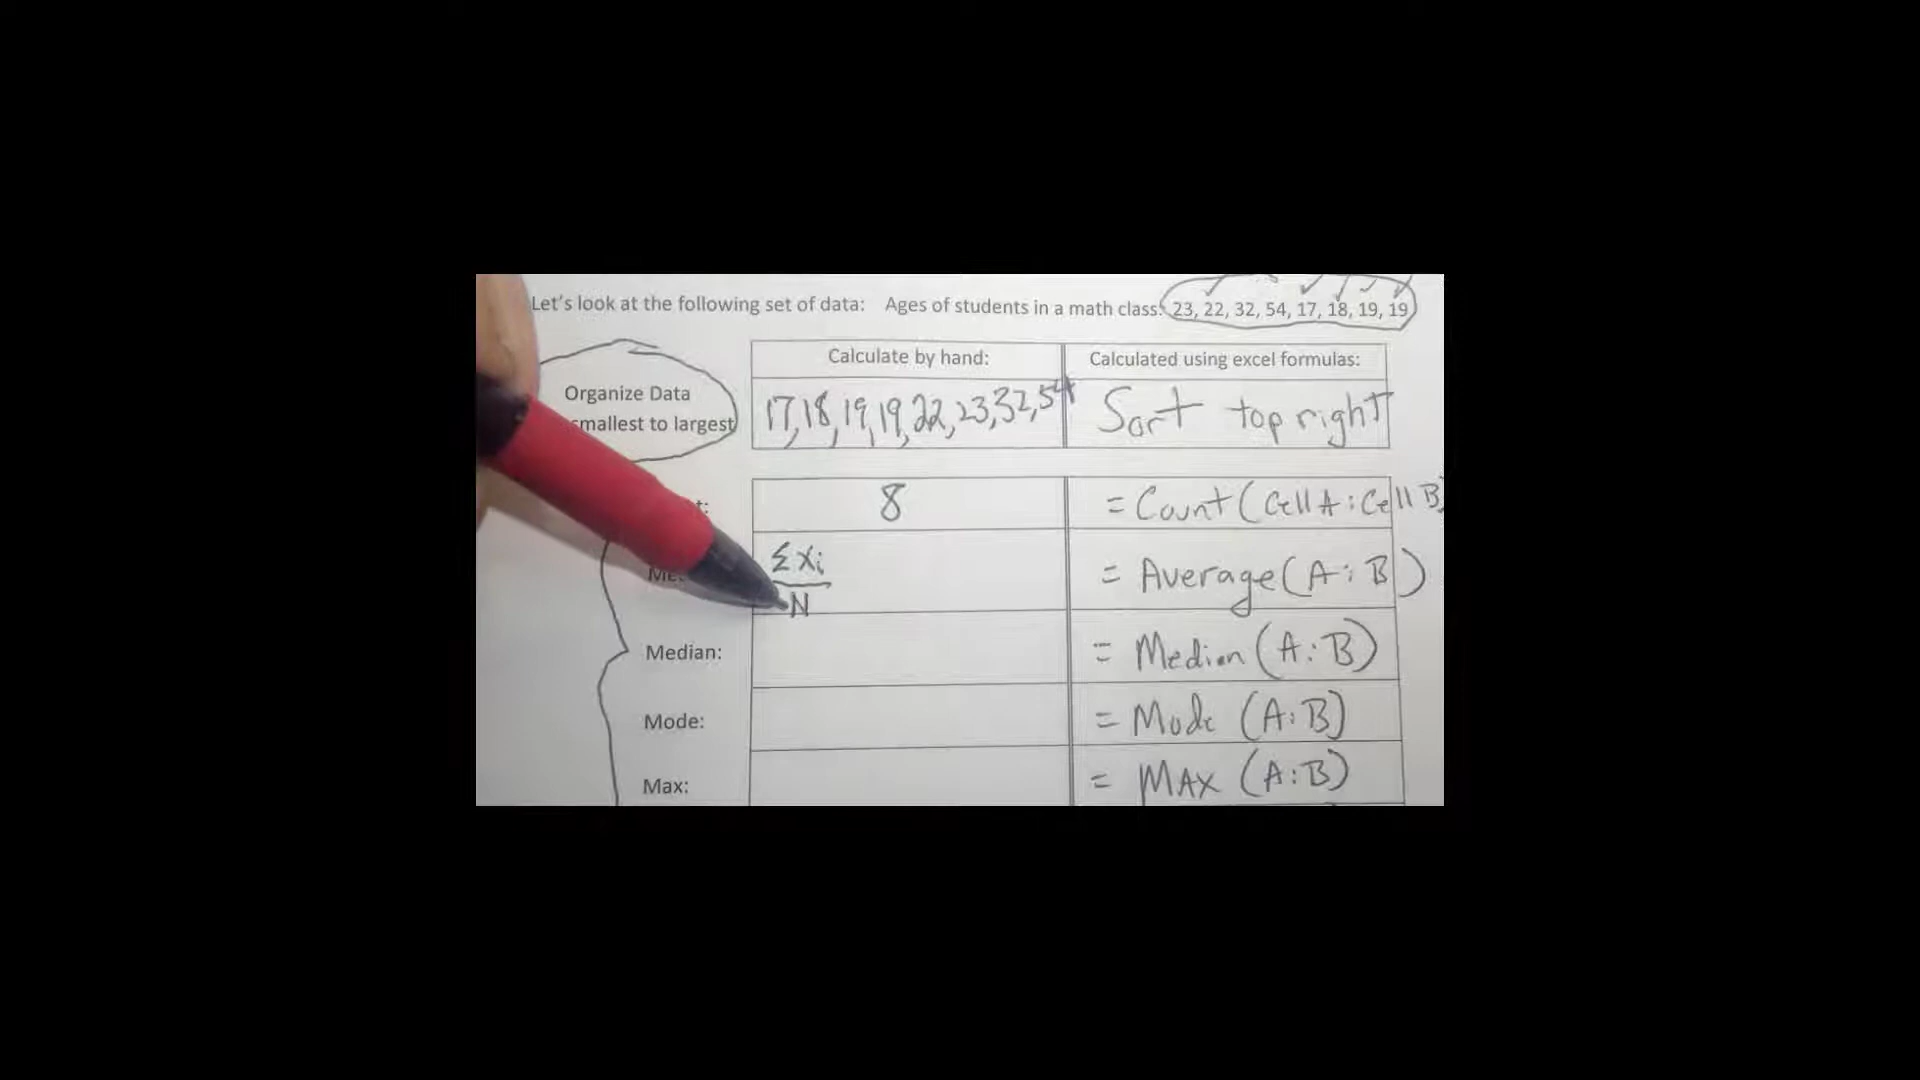 Let's look at the following set of data: Ages of students in a math class: 23, 22, 32, 54, 17, 18, 19, 19
Calculate by hand: Calculated using excel formulas:
Organize Data
smallest to largest
17, 18, 19, 19, 22, 23, 32, 54 Sort top right
8 = Count (Cell A : Cell B)
Σxi
N
= Average (A : B)
Median: = Median (A : B)
Mode: = Mode (A : B)
Max: = MAX (A : B)